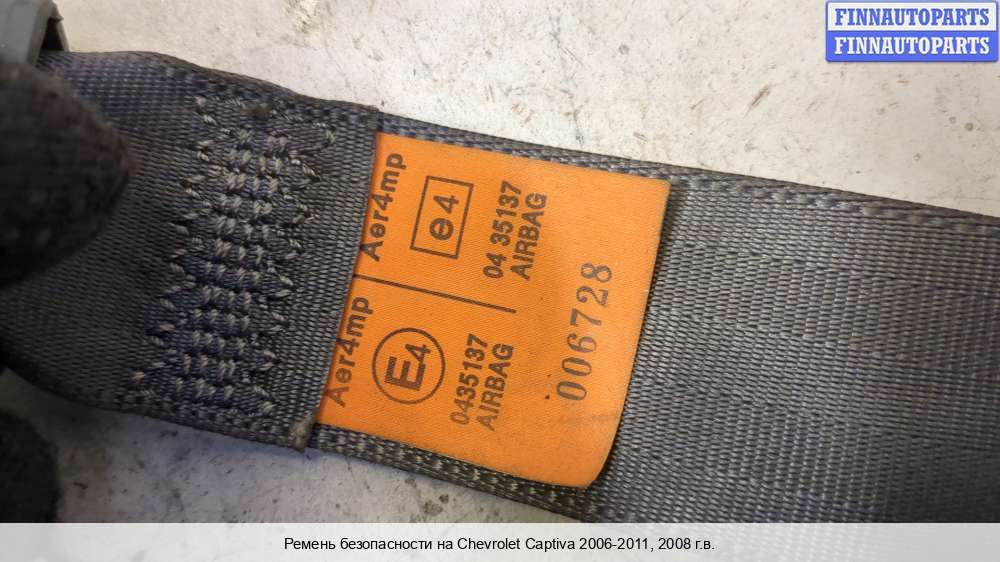 FINNAUTOPARTS
FINNAUTOPARTS
Aer4mp
e4
04 35137
AIRBAG
Aer4mp
E4
0435137
AIRBAG
006728
Ремень безопасности на Chevrolet Captiva 2006-2011, 2008 г.в.